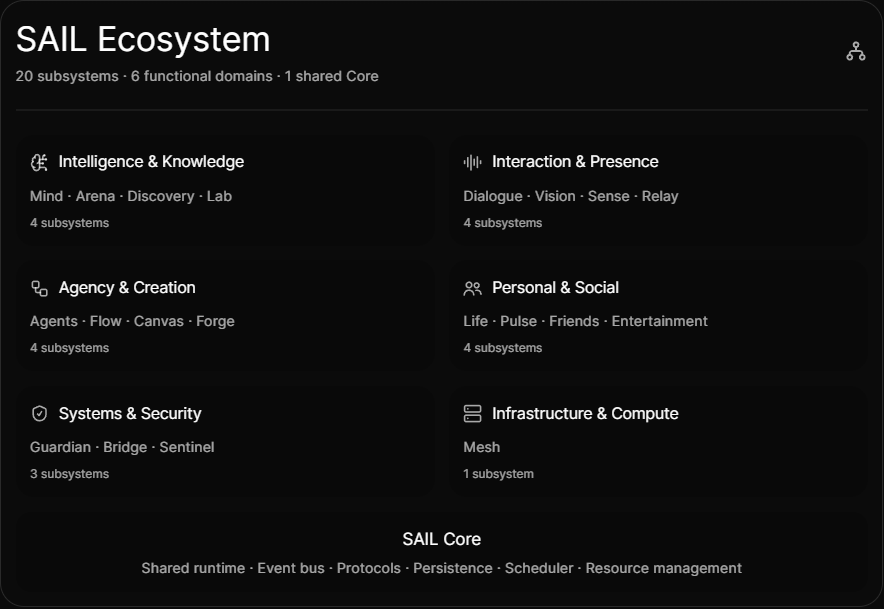 SAIL Ecosystem
20 subsystems · 6 functional domains · 1 shared Core
Intelligence & Knowledge
Mind · Arena · Discovery · Lab
4 subsystems
Interaction & Presence
Dialogue · Vision · Sense · Relay
4 subsystems
Agency & Creation
Agents · Flow · Canvas · Forge
4 subsystems
Personal & Social
Life · Pulse · Friends · Entertainment
4 subsystems
Systems & Security
Guardian · Bridge · Sentinel
3 subsystems
Infrastructure & Compute
Mesh
1 subsystem
SAIL Core
Shared runtime · Event bus · Protocols · Persistence · Scheduler · Resource management